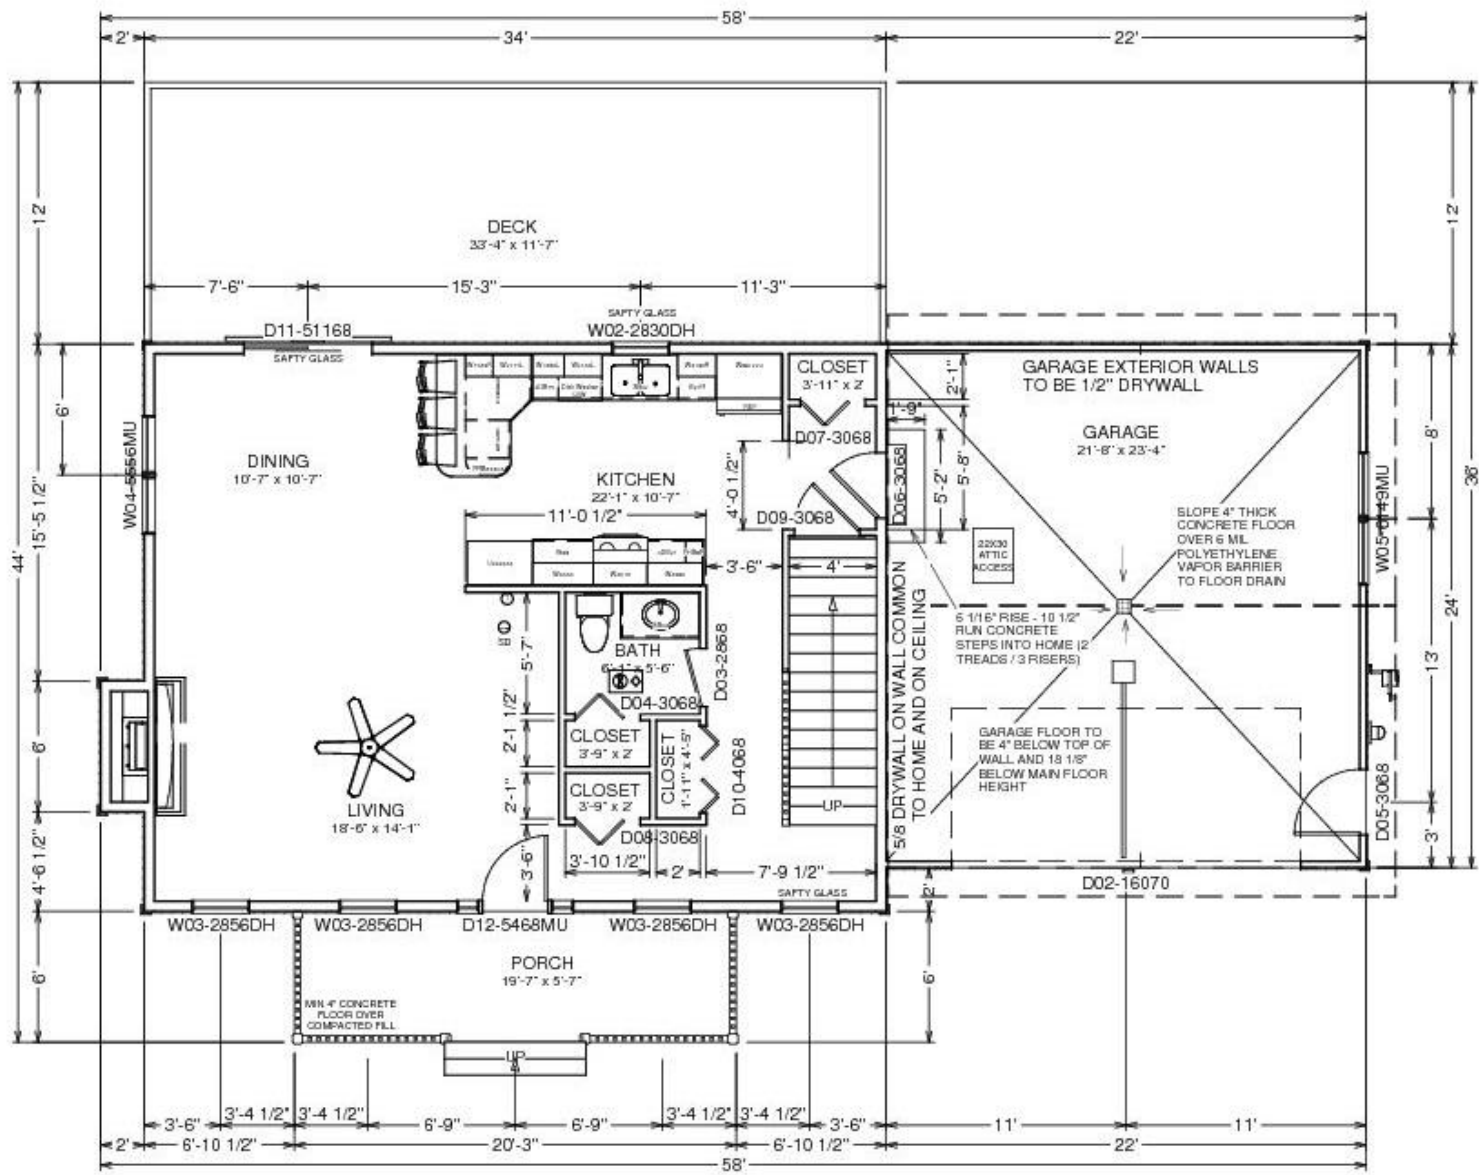 58'
2'
34'
22'
12'
12'
DECK
33'-4" x 11'-7"
7'-6"
15'-3"
11'-3"
SAFTY GLASS
D11-51168
W02-2830DH
SAFTY GLASS
CLOSET
3'-11" x 2'
2'-1"
GARAGE EXTERIOR WALLS
TO BE 1/2" DRYWALL
1'-9"
6'
D07-3068
GARAGE
21'-8" x 23'-4"
8'
36'
DINING
10'-7" x 10'-7"
W04-5556MU
KITCHEN
22'-1" x 10'-7"
4'-0 1/2"
D06-3068
5'-2"
5'-8"
W05-6149MU
15'-5 1/2"
11'-0 1/2"
D09-3068
SLOPE 4" THICK
CONCRETE FLOOR
OVER 6 MIL
POLYETHYLENE
VAPOR BARRIER
TO FLOOR DRAIN
22X30
ATTIC
ACCESS
44'
3'-6"
4'
24'
6 1/16" RISE - 10 1/2"
RUN CONCRETE
STEPS INTO HOME (2
TREADS / 3 RISERS)
5'-7"
BATH
6'-1" x 5'-6"
D03-2868
13'
5/8 DRYWALL ON WALL COMMON
TO HOME AND ON CEILING
D04-3068
6'
2'-1 1/2"
CLOSET
3'-9" x 2'
CLOSET
1'-11" x 4'-5"
D10-4068
GARAGE FLOOR TO
BE 4" BELOW TOP OF
WALL AND 18 1/8"
BELOW MAIN FLOOR
HEIGHT
2'-1"
CLOSET
3'-9" x 2'
UP
LIVING
18'-6" x 14'-1"
D08-3068
D05-3068
3'
4'-6 1/2"
3'-6"
3'-10 1/2"
2'
7'-9 1/2"
SAFTY GLASS
2'
D02-16070
W03-2856DH
W03-2856DH
D12-5468MU
W03-2856DH
W03-2856DH
PORCH
19'-7" x 5'-7"
6'
6'
MIN 4" CONCRETE
FLOOR OVER
COMPACTED FILL
UP
3'-6"
3'-4 1/2"
3'-4 1/2"
6'-9"
6'-9"
3'-4 1/2"
3'-4 1/2"
3'-6"
11'
11'
2'
6'-10 1/2"
20'-3"
6'-10 1/2"
22'
58'